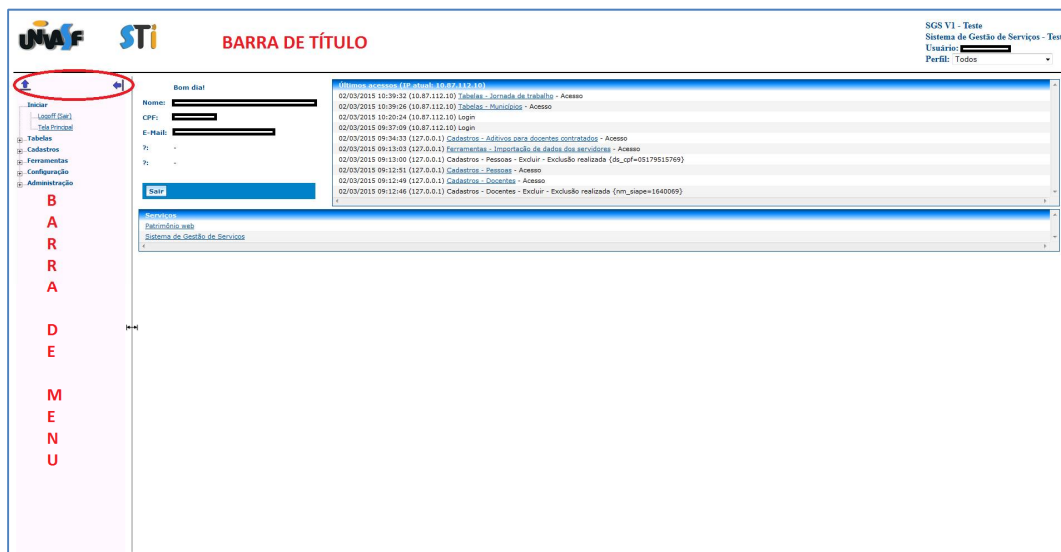 UNIVASF STi BARRA DE TÍTULO
SGS V1 - Teste
Sistema de Gestão de Serviços - Tes
Usuário:
Perfil: Todos
Iniciar
Logoff (Sair)
Tela Principal
Tabelas
Cadastros
Ferramentas
Configuração
Administração
B
A
R
R
A
D
E
M
E
N
U
Bom dia!
Nome:
CPF:
E-Mail:
?: -
?: -
Sair
Últimos acessos (IP atual: 10.87.112.10)
02/03/2015 10:39:32 (10.87.112.10) Tabelas - Jornada de trabalho - Acesso
02/03/2015 10:39:26 (10.87.112.10) Tabelas - Municípios - Acesso
02/03/2015 10:20:24 (10.87.112.10) Login
02/03/2015 09:37:09 (10.87.112.10) Login
02/03/2015 09:34:33 (127.0.0.1) Cadastros - Aditivos para docentes contratados - Acesso
02/03/2015 09:13:03 (127.0.0.1) Ferramentas - Importação de dados dos servidores - Acesso
02/03/2015 09:13:00 (127.0.0.1) Cadastros - Pessoas - Excluir - Exclusão realizada {ds_cpf=05179515769}
02/03/2015 09:12:51 (127.0.0.1) Cadastros - Pessoas - Acesso
02/03/2015 09:12:49 (127.0.0.1) Cadastros - Docentes - Acesso
02/03/2015 09:12:46 (127.0.0.1) Cadastros - Docentes - Excluir - Exclusão realizada {nm_siape=1640069}
Serviços
Patrimônio web
Sistema de Gestão de Serviços